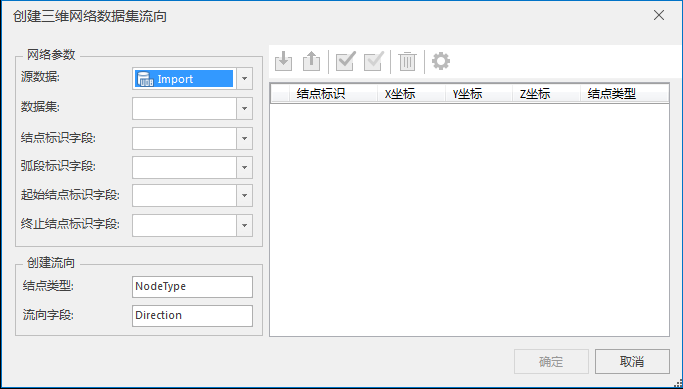 创建三维网络数据集流向
网络参数
源数据: Import
数据集:
结点标识字段:
弧段标识字段:
起始结点标识字段:
终止结点标识字段:
创建流向
结点类型: NodeType
流向字段: Direction
结点标识 X坐标 Y坐标 Z坐标 结点类型
确定 取消